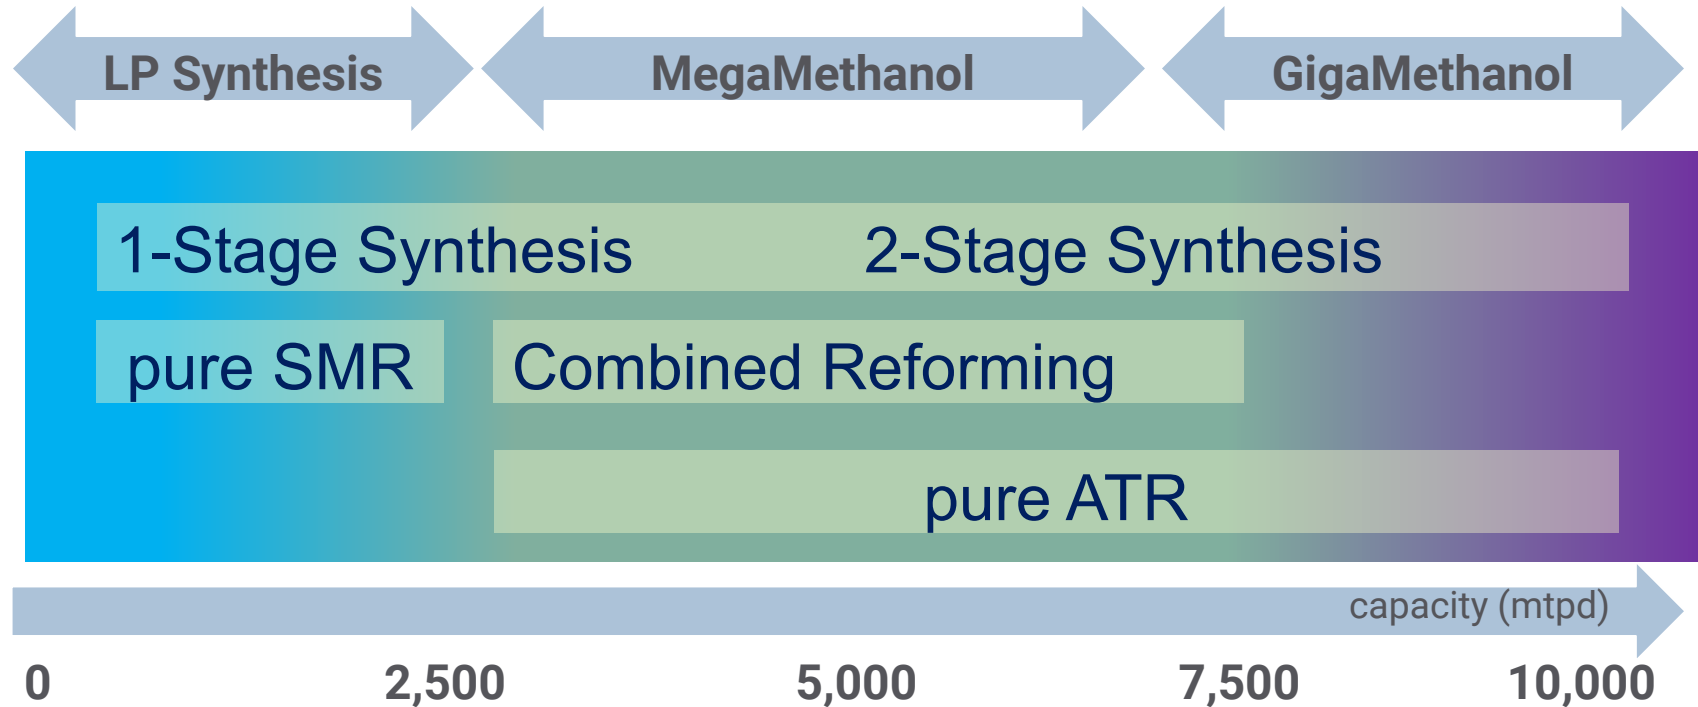 LP Synthesis MegaMethanol GigaMethanol
1-Stage Synthesis 2-Stage Synthesis
pure SMR Combined Reforming
pure ATR
capacity (mtpd)
0 2,500 5,000 7,500 10,000